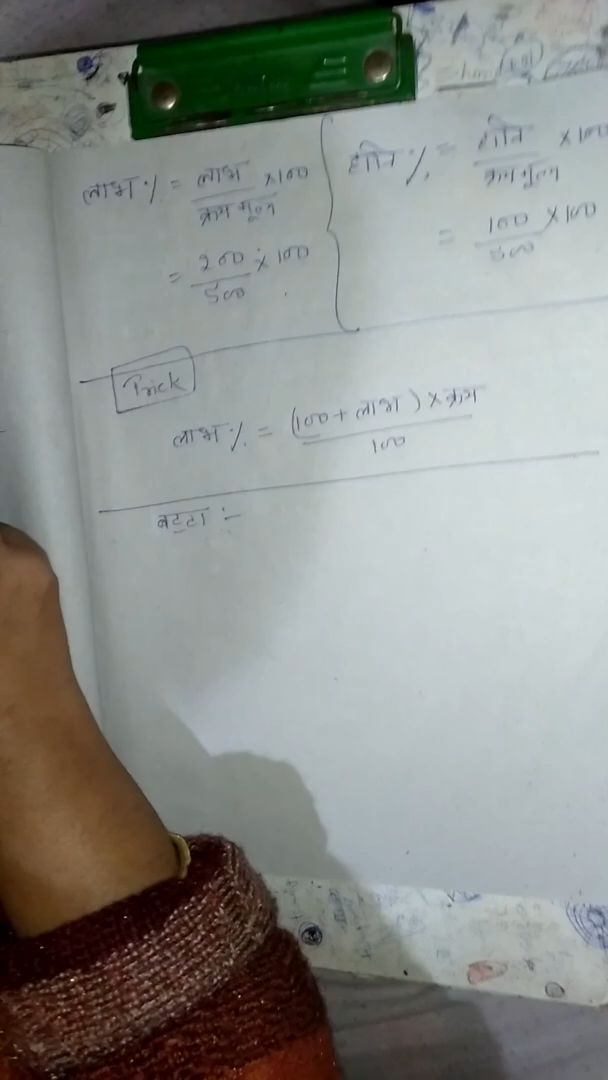 लाभ % = लाभ / क्रय मूल्य × 100
= 200 / 500 × 100
हानि % = हानि / क्रय मूल्य × 100
= 100 / 500 × 100
Trick
लाभ % = (100 + लाभ) × क्रय / 100
बट्टा :-